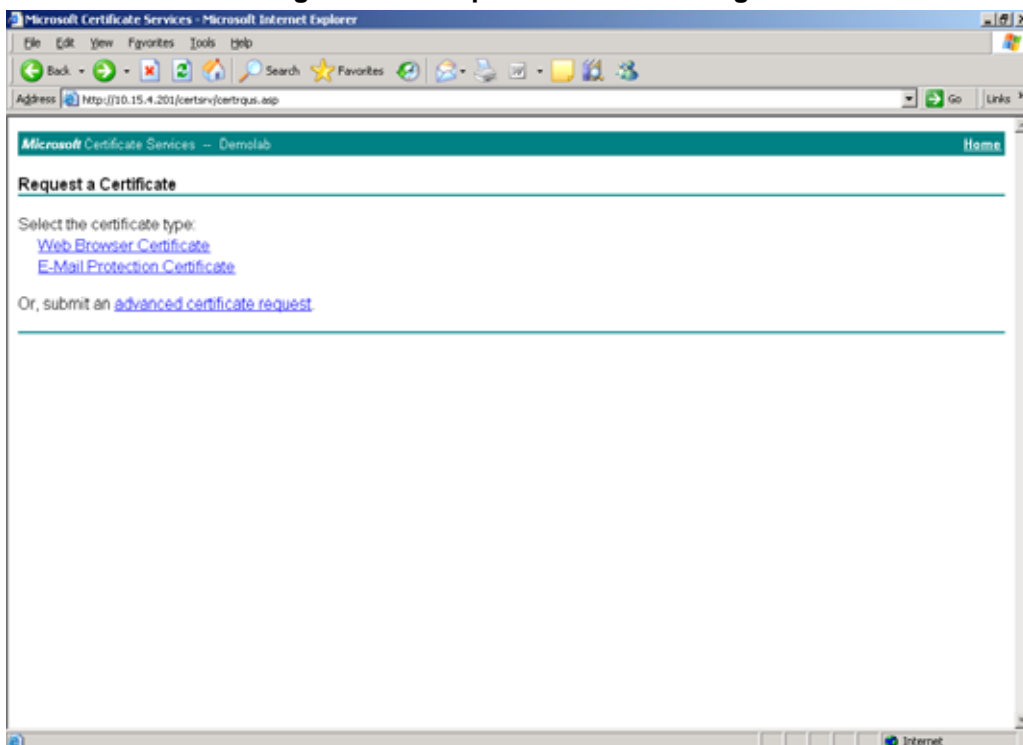 Microsoft Certificate Services - Microsoft Internet Explorer
File Edit View Favorites Tools Help
Back Search Favorites
Address http://10.15.4.201/certsrv/certrqus.asp Go Links
Microsoft Certificate Services -- Demolab Home
Request a Certificate
Select the certificate type:
Web Browser Certificate
E-Mail Protection Certificate
Or, submit an advanced certificate request.
Internet